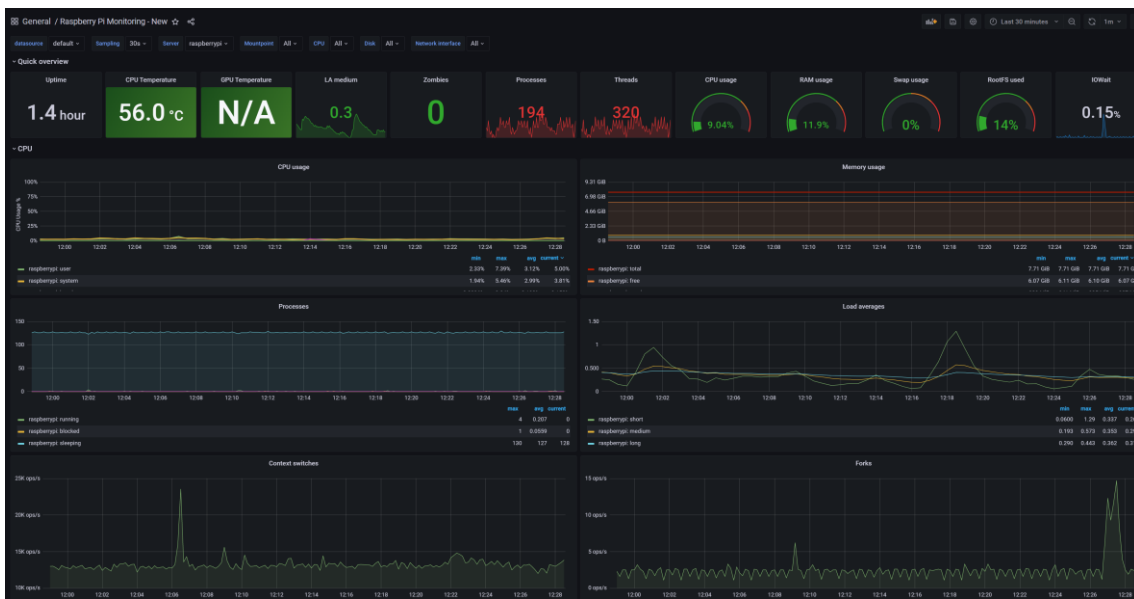 General / Raspberry Pi Monitoring - New
Last 30 minutes
1m
datasource default
Sampling 30s
Server raspberrypi
Mountpoint All
CPU All
Disk All
Network interface All
Quick overview
Uptime
1.4 hour
CPU Temperature
56.0 °C
GPU Temperature
N/A
LA medium
0.3
Zombies
0
Processes
194
Threads
320
CPU usage
9.04%
RAM usage
11.9%
Swap usage
0%
RootFS used
14%
IOWait
0.15%
CPU
CPU usage
CPU Usage %
100%
75%
50%
25%
0%
12:00 12:02 12:04 12:06 12:08 12:10 12:12 12:14 12:16 12:18 12:20 12:22 12:24 12:26 12:28
min max avg current
raspberrypi: user 2.33% 7.39% 3.12% 5.00%
raspberrypi: system 1.94% 5.46% 2.99% 3.81%
Memory usage
9.31 GiB
6.98 GiB
4.66 GiB
2.33 GiB
0 B
12:00 12:02 12:04 12:06 12:08 12:10 12:12 12:14 12:16 12:18 12:20 12:22 12:24 12:26 12:28
min max avg current
raspberrypi: total 7.71 GiB 7.71 GiB 7.71 GiB 7.71 G
raspberrypi: free 6.07 GiB 6.11 GiB 6.10 GiB 6.07 G
Processes
150
100
50
0
12:00 12:02 12:04 12:06 12:08 12:10 12:12 12:14 12:16 12:18 12:20 12:22 12:24 12:26 12:28
max avg current
raspberrypi: running 4 0.207 0
raspberrypi: blocked 1 0.0559 0
raspberrypi: sleeping 130 127 128
Load averages
1.50
1
0.500
0
12:00 12:02 12:04 12:06 12:08 12:10 12:12 12:14 12:16 12:18 12:20 12:22 12:24 12:26 12:28
min max avg current
raspberrypi: short 0.0600 1.29 0.337
raspberrypi: medium 0.193 0.573 0.353
raspberrypi: long 0.290 0.443 0.362
Context switches
25K ops/s
20K ops/s
15K ops/s
10K ops/s
12:00 12:02 12:04 12:06 12:08 12:10 12:12 12:14 12:16 12:18 12:20 12:22 12:24 12:26 12:28
Forks
15 ops/s
10 ops/s
5 ops/s
0 ops/s
12:00 12:02 12:04 12:06 12:08 12:10 12:12 12:14 12:16 12:18 12:20 12:22 12:24 12:26 12:28